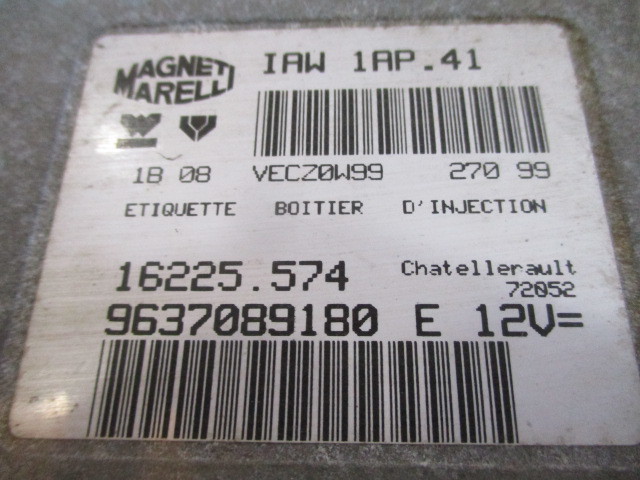 MAGNETI MARELLI
IAW 1AP.41
1B 08 VECZ0W99 270 99
ETIQUETTE BOITIER D'INJECTION
16225.574 Chatellerault
72052
9637089180 E 12V=